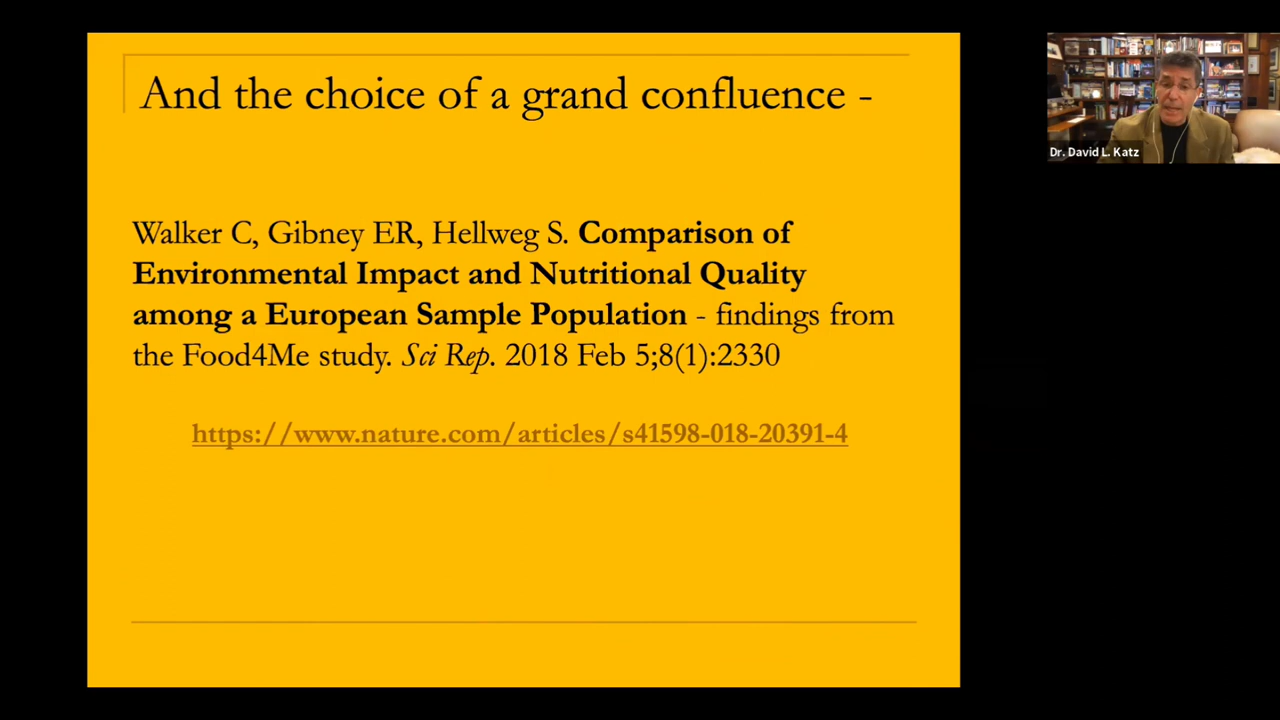 And the choice of a grand confluence -
Walker C, Gibney ER, Hellweg S. Comparison of
Environmental Impact and Nutritional Quality
among a European Sample Population - findings from
the Food4Me study. Sci Rep. 2018 Feb 5;8(1):2330
https://www.nature.com/articles/s41598-018-20391-4
Dr. David L. Katz